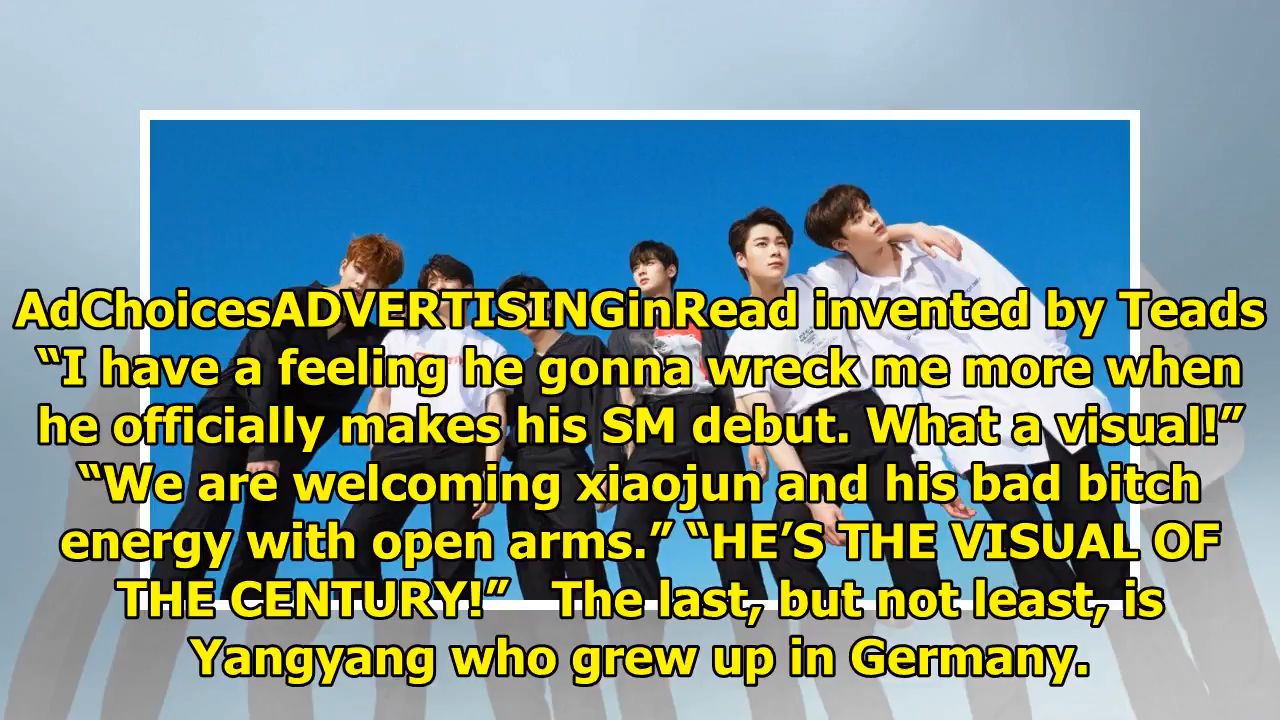 AdChoicesADVERTISINGinRead invented by Teads
“I have a feeling he gonna wreck me more when
he officially makes his SM debut. What a visual!”
“We are welcoming xiaojun and his bad bitch
energy with open arms.” “HE’S THE VISUAL OF
THE CENTURY!”   The last, but not least, is
Yangyang who grew up in Germany.